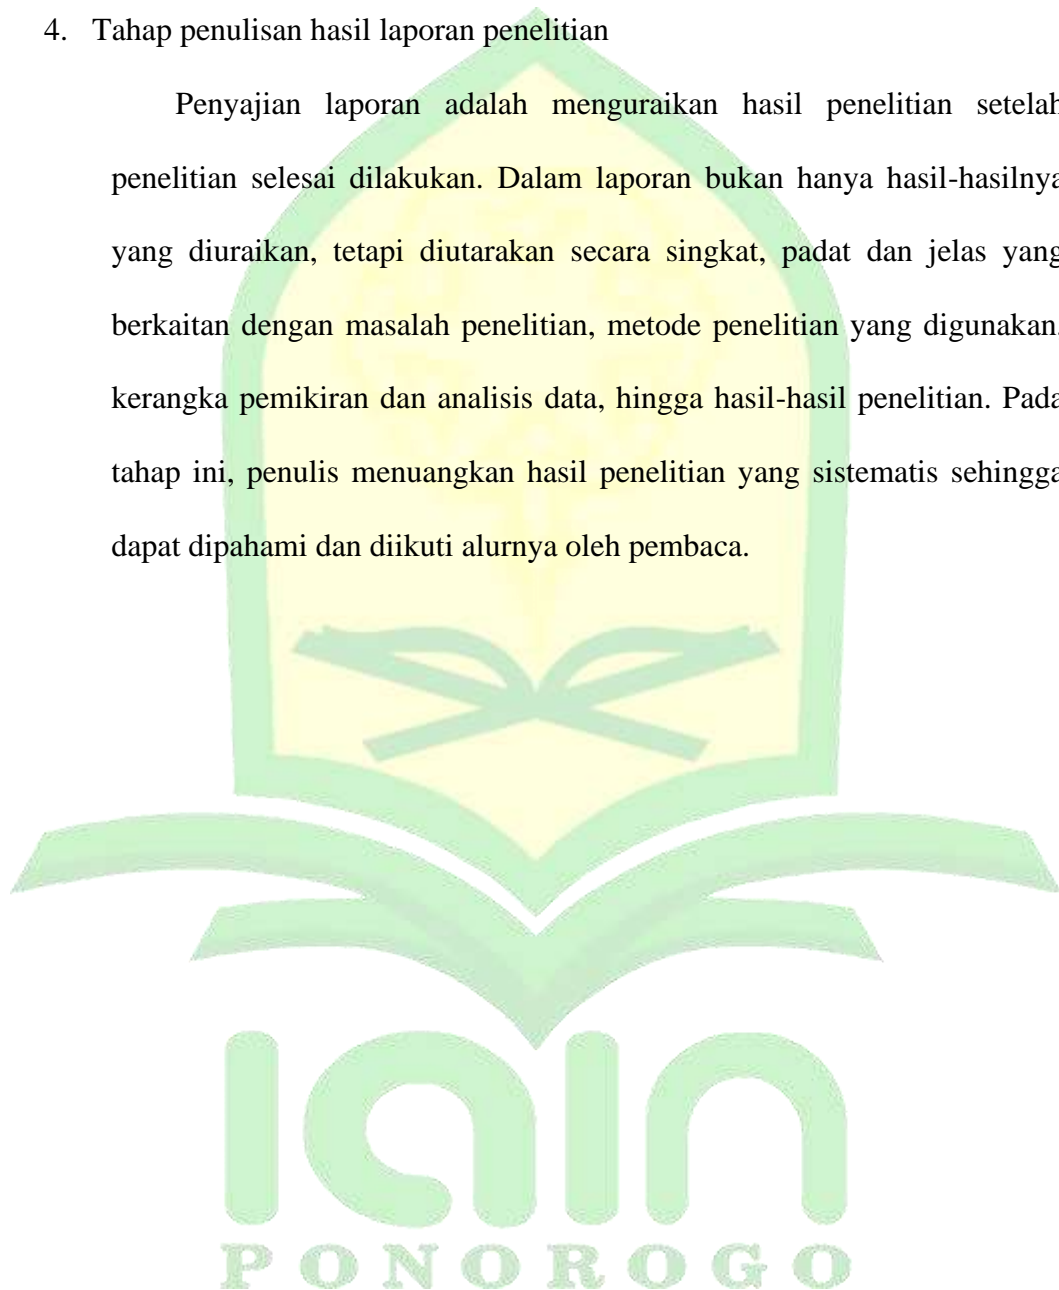 4. Tahap penulisan hasil laporan penelitian
Penyajian laporan adalah menguraikan hasil penelitian setelah
penelitian selesai dilakukan. Dalam laporan bukan hanya hasil-hasilnya
yang diuraikan, tetapi diutarakan secara singkat, padat dan jelas yang
berkaitan dengan masalah penelitian, metode penelitian yang digunakan,
kerangka pemikiran dan analisis data, hingga hasil-hasil penelitian. Pada
tahap ini, penulis menuangkan hasil penelitian yang sistematis sehingga
dapat dipahami dan diikuti alurnya oleh pembaca.
iain
PONOROGO